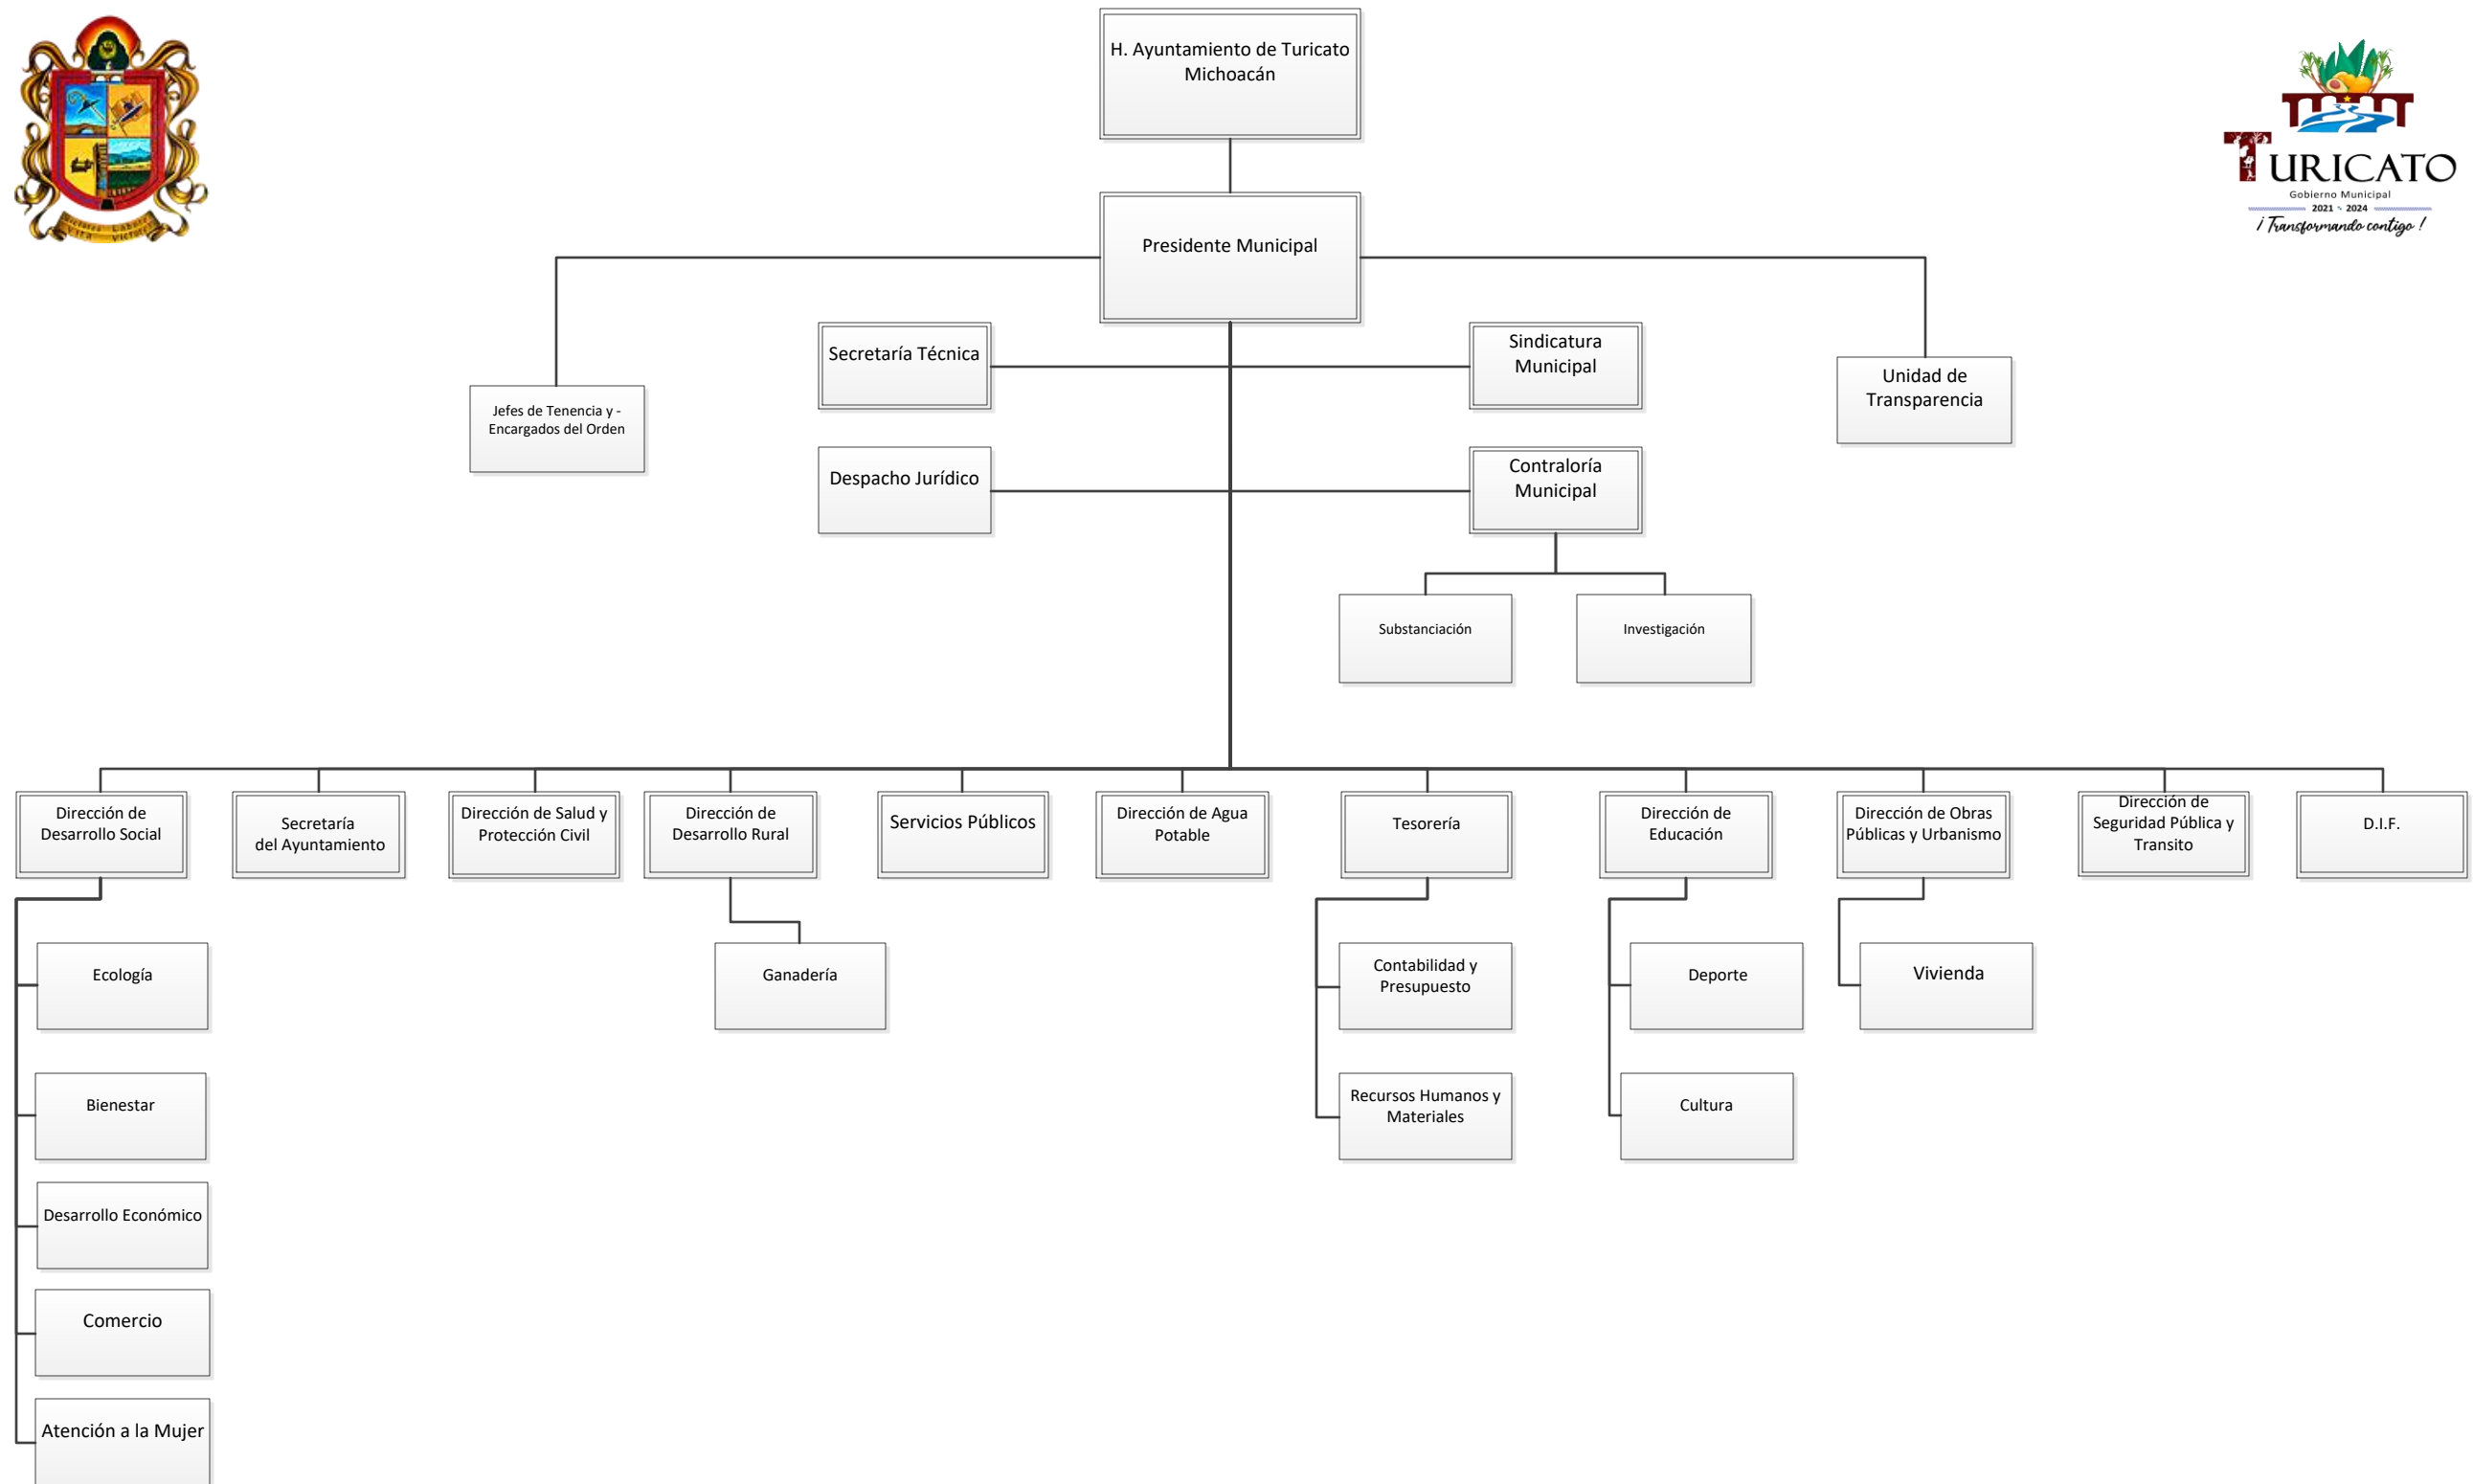 H. Ayuntamiento de Turicato
Michoacán
TURICATO
Gobierno Municipal
2021 - 2024
¡Transformando contigo!
Presidente Municipal
Secretaría Técnica
Sindicatura
Municipal
Unidad de
Transparencia
Jefes de Tenencia y -
Encargados del Orden
Despacho Jurídico
Contraloría
Municipal
Substanciación
Investigación
Dirección de
Desarrollo Social
Secretaría
del Ayuntamiento
Dirección de Salud y
Protección Civil
Dirección de
Desarrollo Rural
Servicios Públicos
Dirección de Agua
Potable
Tesorería
Dirección de
Educación
Dirección de Obras
Públicas y Urbanismo
Dirección de
Seguridad Pública y
Transito
D.I.F.
Ecología
Ganadería
Contabilidad y
Presupuesto
Deporte
Vivienda
Bienestar
Recursos Humanos y
Materiales
Cultura
Desarrollo Económico
Comercio
Atención a la Mujer